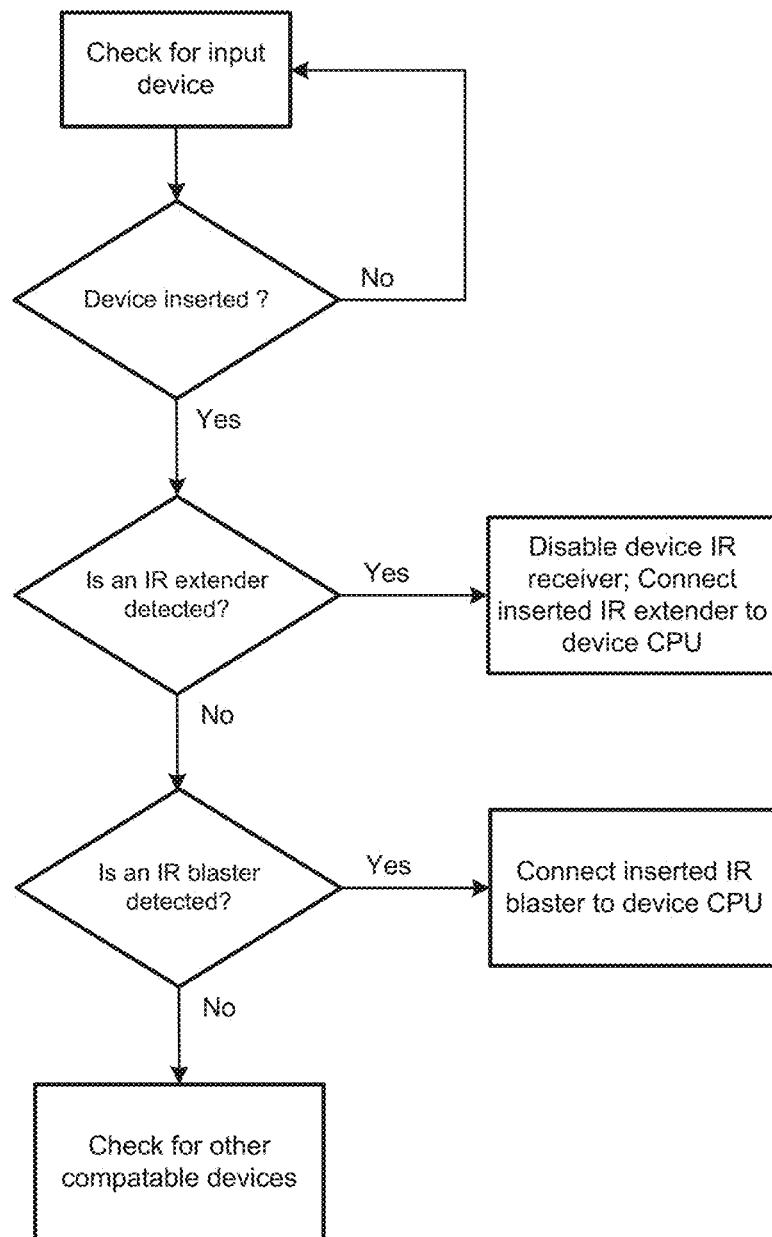 Check for input
device
Device inserted ?
No
Yes
Is an IR extender
detected?
Yes
Disable device IR
receiver; Connect
inserted IR extender to
device CPU
No
Is an IR blaster
detected?
Yes
Connect inserted IR
blaster to device CPU
No
Check for other
compatable devices